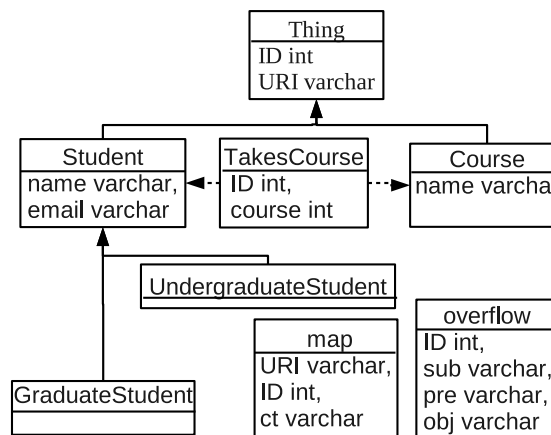 Thing
ID int
URI varchar
Student
name varchar,
email varchar
TakesCourse
ID int,
course int
Course
name varcha
UndergraduateStudent
map
URI varchar,
ID int,
ct varchar
overflow
ID int,
sub varchar,
pre varchar,
obj varchar
GraduateStudent